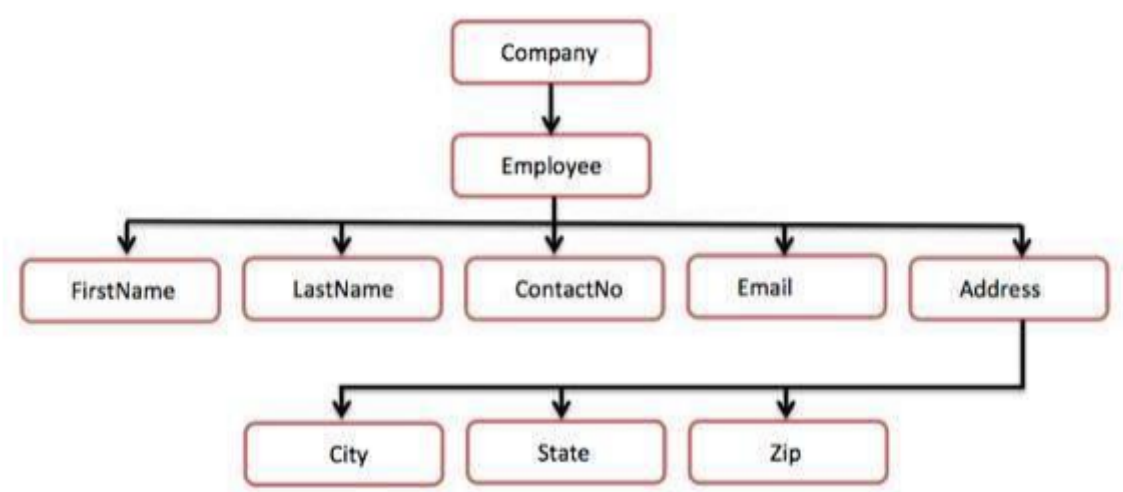 Company
Employee
FirstName
LastName
ContactNo
Email
Address
City
State
Zip